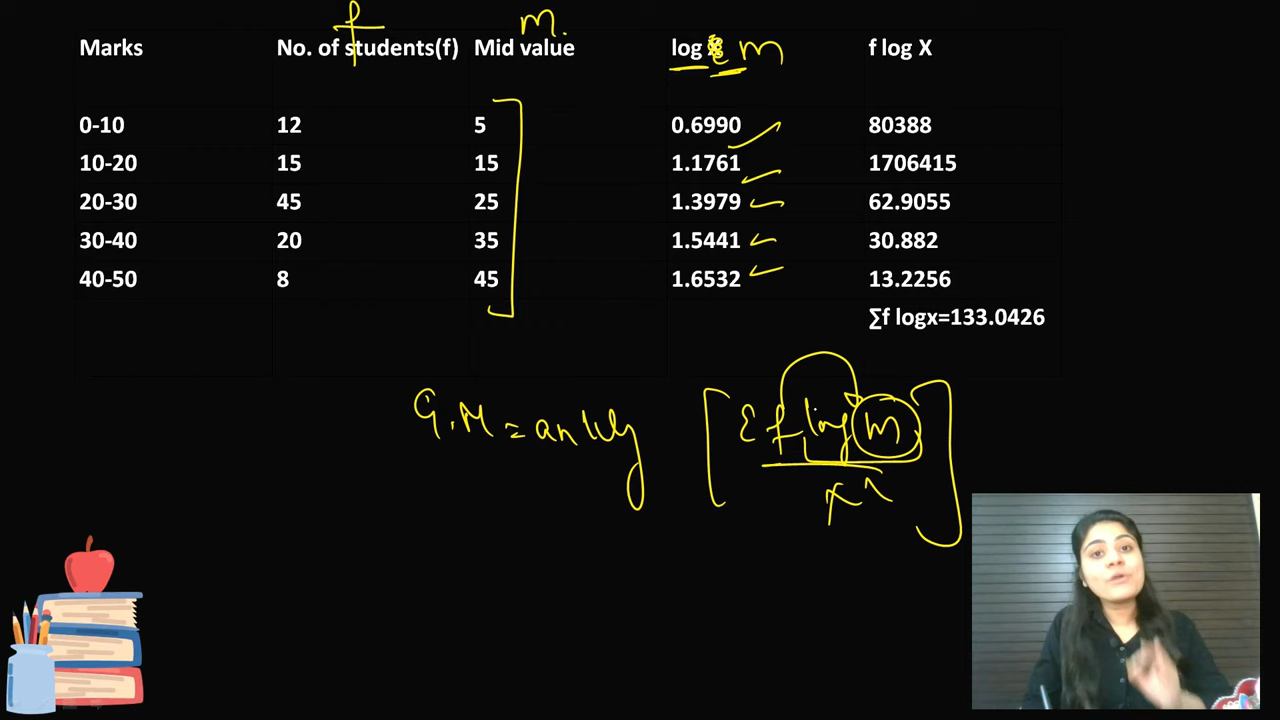 f m.
Marks No. of students(f) Mid value log m f log X
0-10 12 5 0.6990 80388
10-20 15 15 1.1761 1706415
20-30 45 25 1.3979 62.9055
30-40 20 35 1.5441 30.882
40-50 8 45 1.6532 13.2256
∑f logx=133.0426
G.M = antilog [ Σ f log m ]